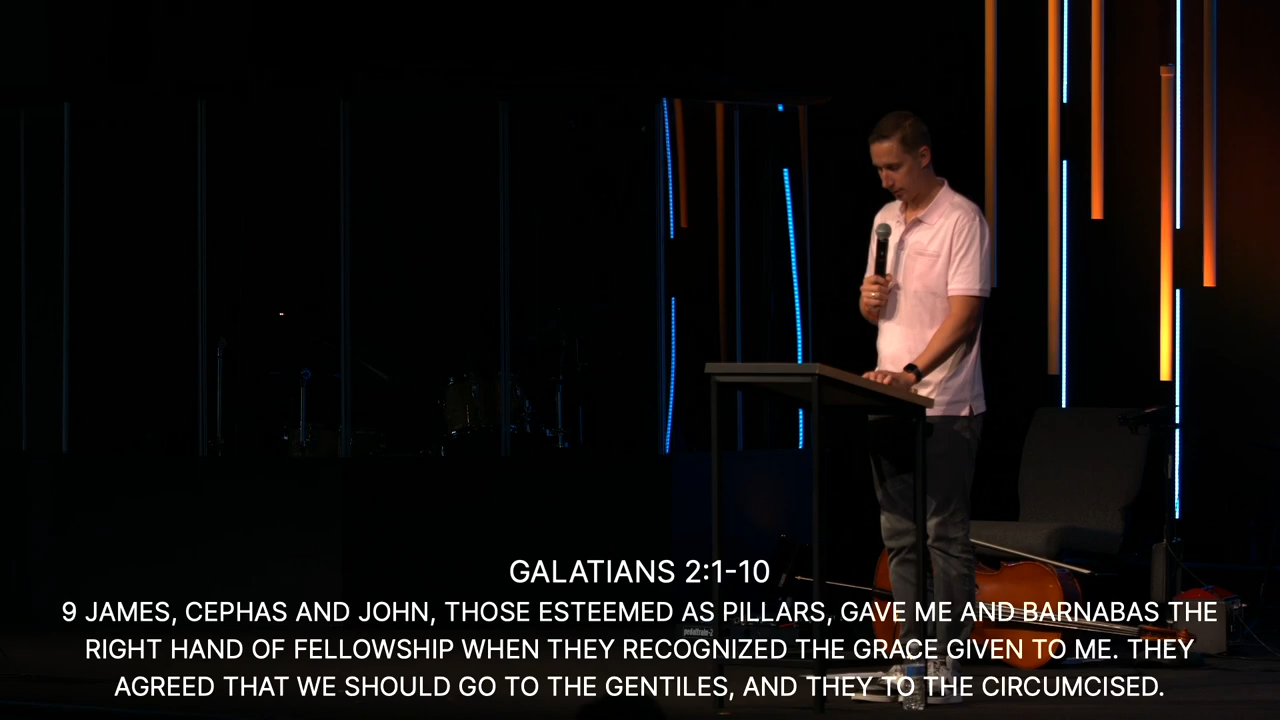 GALATIANS 2:1-10
9 JAMES, CEPHAS AND JOHN, THOSE ESTEEMED AS PILLARS, GAVE ME AND BARNABAS THE
RIGHT HAND OF FELLOWSHIP WHEN THEY RECOGNIZED THE GRACE GIVEN TO ME. THEY
AGREED THAT WE SHOULD GO TO THE GENTILES, AND THEY TO THE CIRCUMCISED.
pedaltrain-2